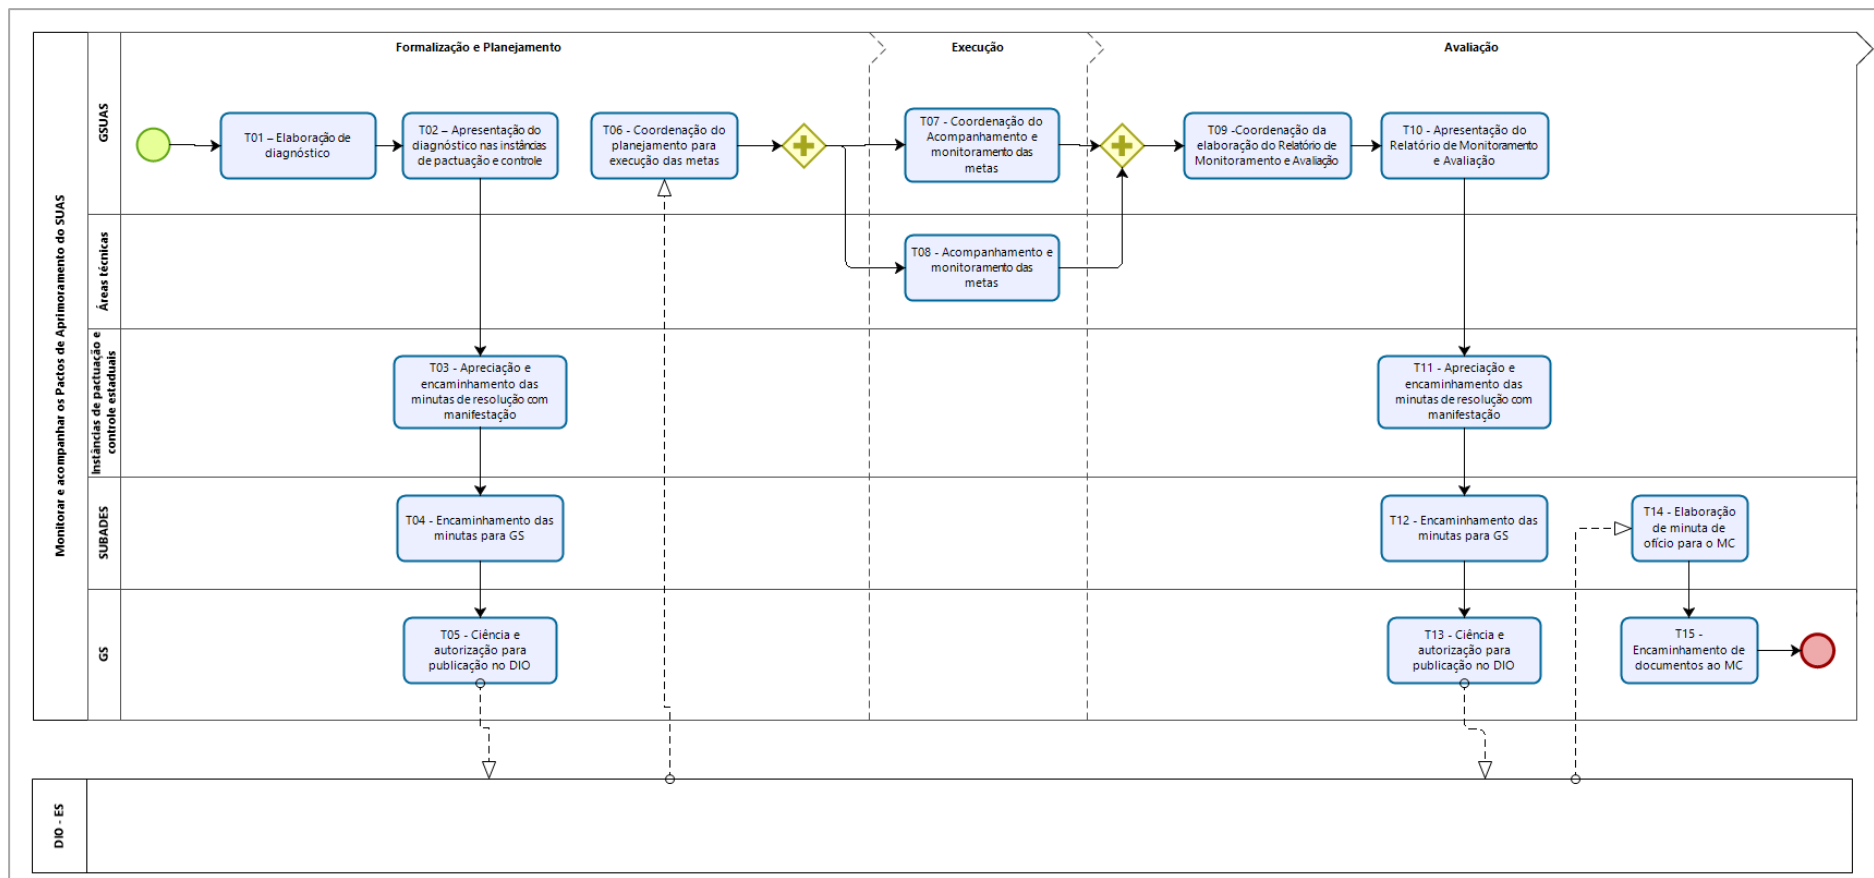 Formalização e Planejamento
Execução
Avaliação
Monitorar e acompanhar os Pactos de Aprimoramento do SUAS
GSUAS
T01 – Elaboração de
diagnóstico
T02 – Apresentação do
diagnóstico nas instâncias
de pactuação e controle
T06 - Coordenação do
planejamento para
execução das metas
T07 - Coordenação do
Acompanhamento e
monitoramento das
metas
T09 -Coordenação da
elaboração do Relatório de
Monitoramento e Avaliação
T10 - Apresentação do
Relatório de Monitoramento
e Avaliação
Áreas técnicas
T08 - Acompanhamento e
monitoramento das
metas
Instâncias de pactuação e
controle estaduais
T03 - Apreciação e
encaminhamento das
minutas de resolução com
manifestação
T11 - Apreciação e
encaminhamento das
minutas de resolução com
manifestação
SUBADES
T04 - Encaminhamento das
minutas para GS
T12 - Encaminhamento das
minutas para GS
T14 - Elaboração
de minuta de
ofício para o MC
GS
T05 - Ciência e
autorização para
publicação no DIO
T13 - Ciência e
autorização para
publicação no DIO
T15 -
Encaminhamento de
documentos ao MC
DIO - ES